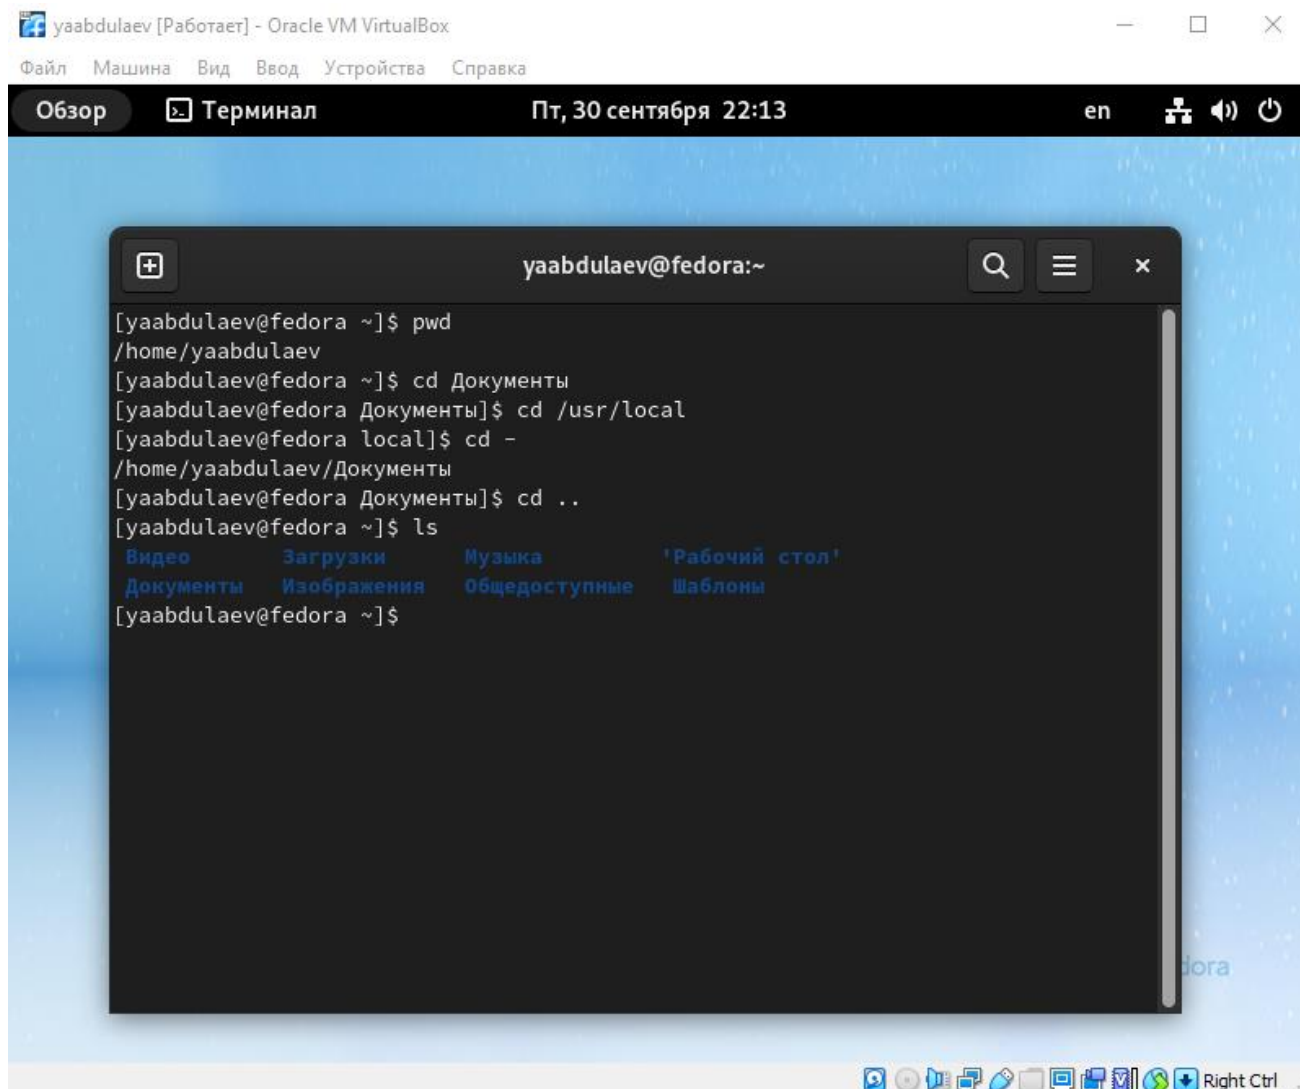 yaabdulaev [Работает] - Oracle VM VirtualBox
Файл Машина Вид Ввод Устройства Справка
Обзор Терминал Пт, 30 сентября 22:13 en
yaabdulaev@fedora:~
[yaabdulaev@fedora ~]$ pwd
/home/yaabdulaev
[yaabdulaev@fedora ~]$ cd Документы
[yaabdulaev@fedora Документы]$ cd /usr/local
[yaabdulaev@fedora local]$ cd -
/home/yaabdulaev/Документы
[yaabdulaev@fedora Документы]$ cd ..
[yaabdulaev@fedora ~]$ ls
Видео Загрузки Музыка 'Рабочий стол'
Документы Изображения Общедоступные Шаблоны
[yaabdulaev@fedora ~]$
dora
Right Ctrl